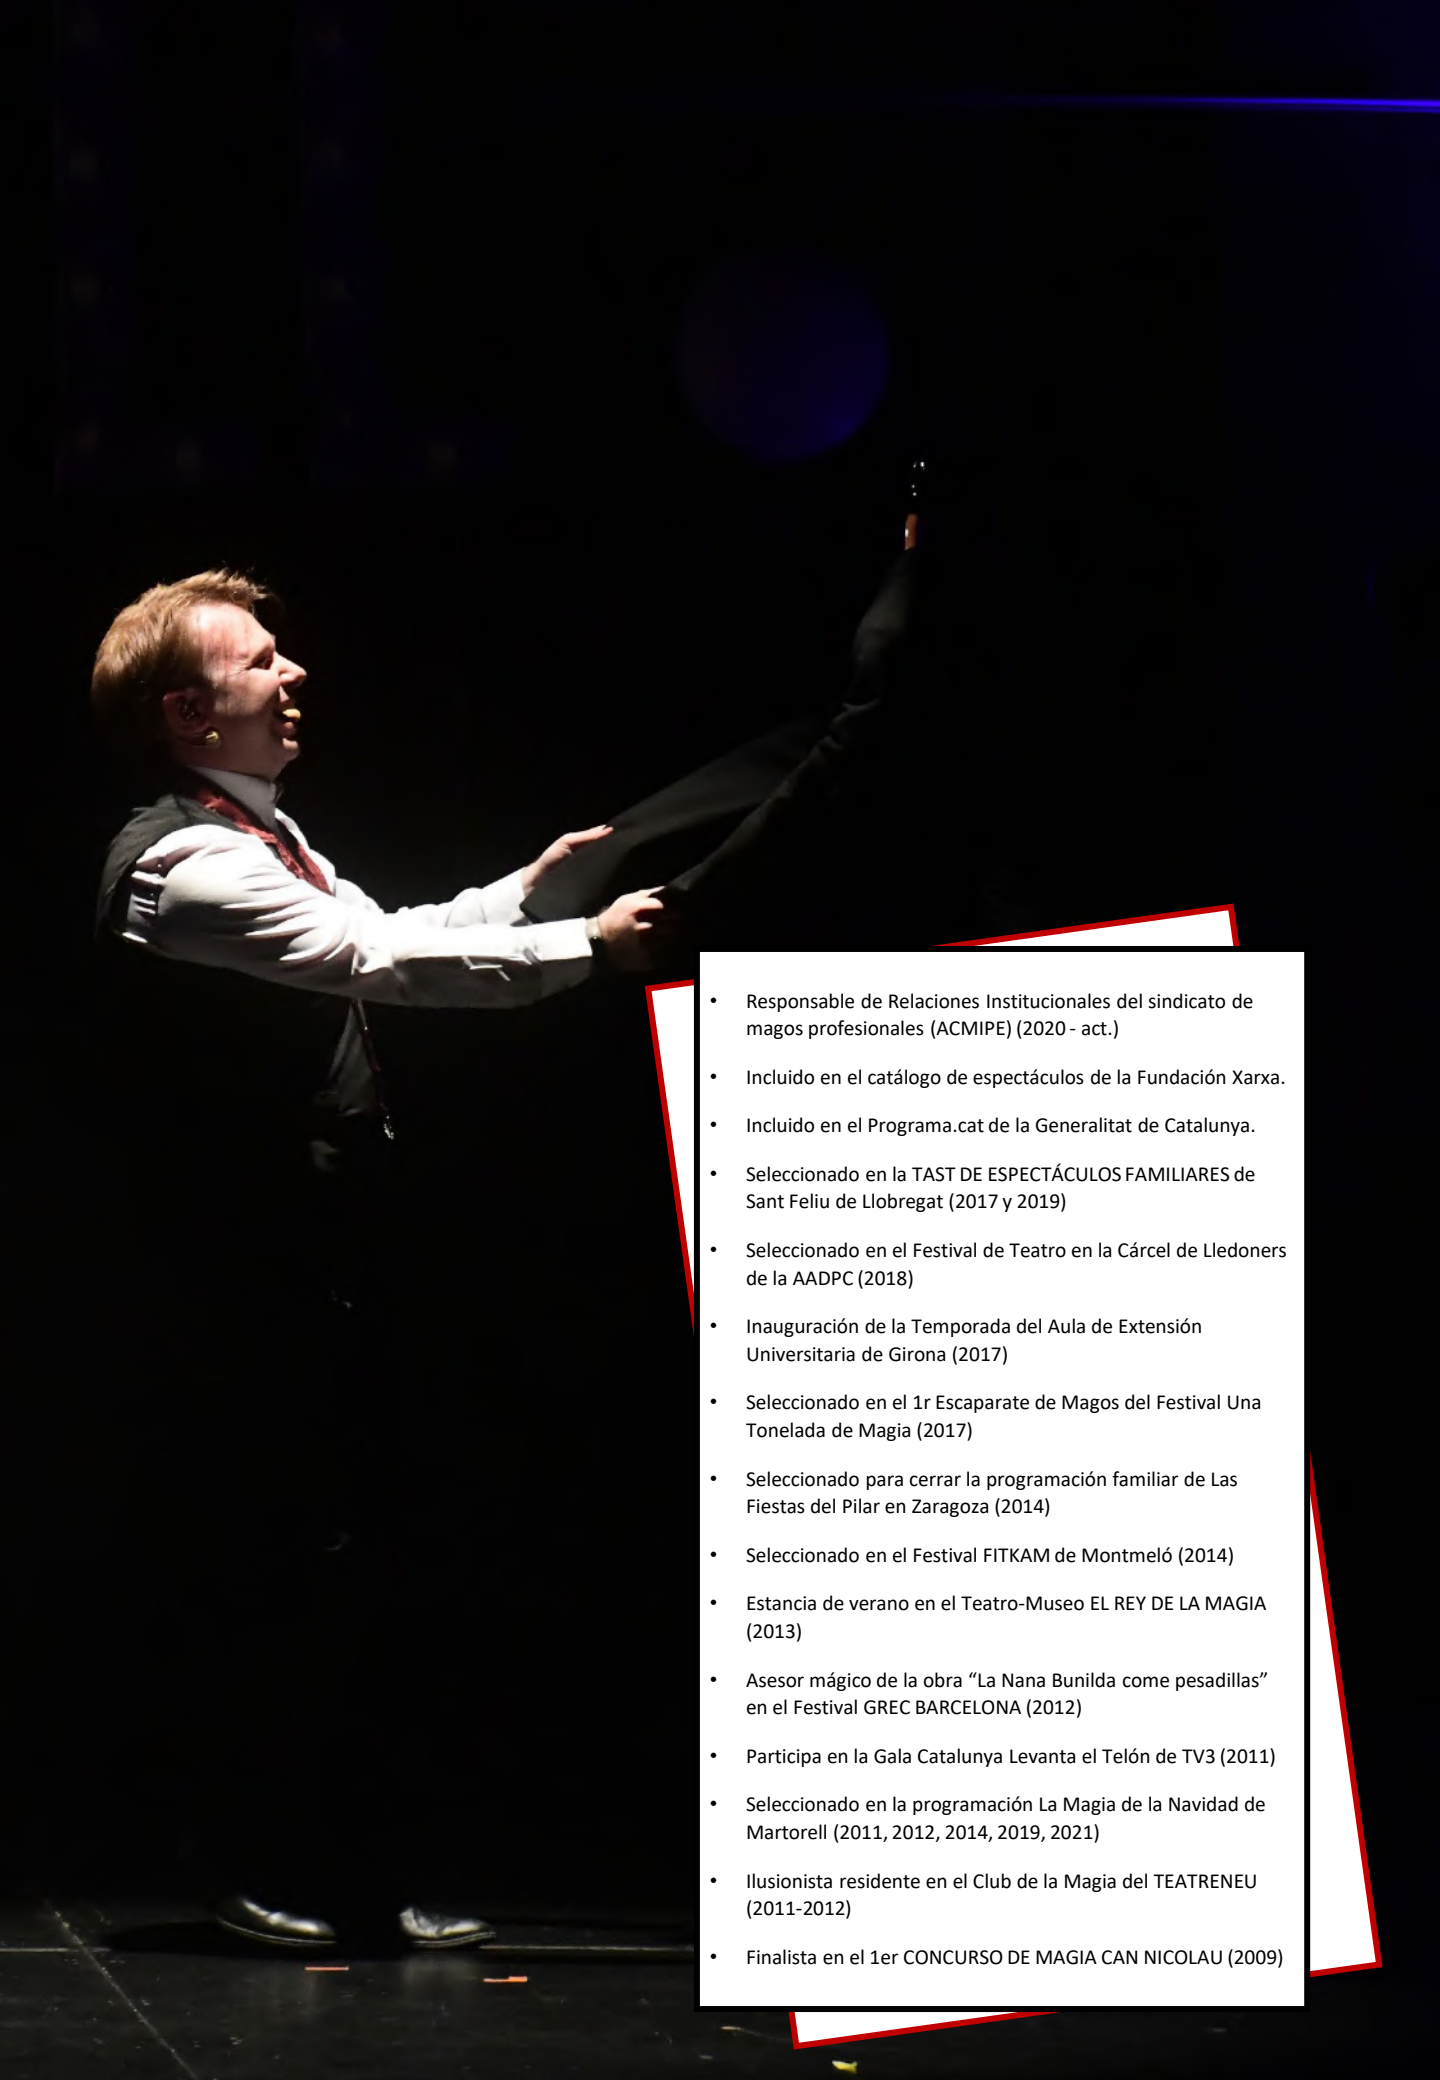 • Responsable de Relaciones Institucionales del sindicato de
magos profesionales (ACMIPE) (2020 - act.)
• Incluido en el catálogo de espectáculos de la Fundación Xarxa.
• Incluido en el Programa.cat de la Generalitat de Catalunya.
• Seleccionado en la TAST DE ESPECTÁCULOS FAMILIARES de
Sant Feliu de Llobregat (2017 y 2019)
• Seleccionado en el Festival de Teatro en la Cárcel de Lledoners
de la AADPC (2018)
• Inauguración de la Temporada del Aula de Extensión
Universitaria de Girona (2017)
• Seleccionado en el 1r Escaparate de Magos del Festival Una
Tonelada de Magia (2017)
• Seleccionado para cerrar la programación familiar de Las
Fiestas del Pilar en Zaragoza (2014)
• Seleccionado en el Festival FITKAM de Montmeló (2014)
• Estancia de verano en el Teatro-Museo EL REY DE LA MAGIA
(2013)
• Asesor mágico de la obra “La Nana Bunilda come pesadillas”
en el Festival GREC BARCELONA (2012)
• Participa en la Gala Catalunya Levanta el Telón de TV3 (2011)
• Seleccionado en la programación La Magia de la Navidad de
Martorell (2011, 2012, 2014, 2019, 2021)
• Ilusionista residente en el Club de la Magia del TEATRENEU
(2011-2012)
• Finalista en el 1er CONCURSO DE MAGIA CAN NICOLAU (2009)